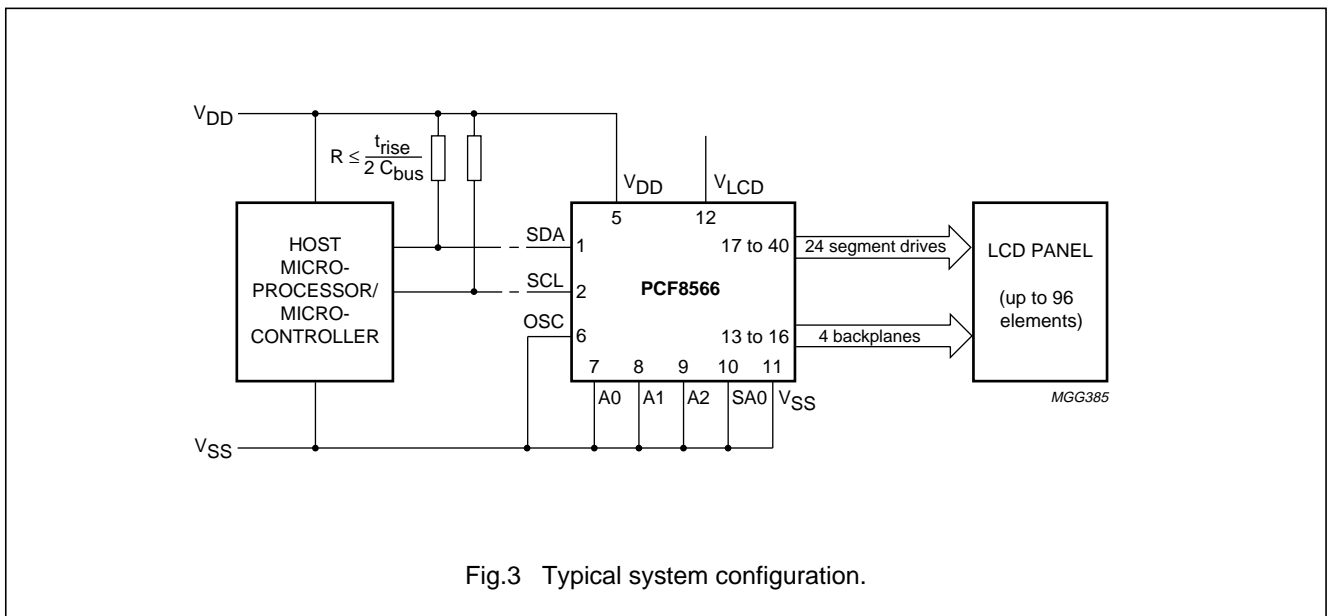 VDD
R ≤ trise
2 Cbus
VDD
VLCD
5
12
HOST
MICRO-
PROCESSOR/
MICRO-
CONTROLLER
SDA
1
SCL
2
OSC
6
PCF8566
17 to 40
24 segment drives
13 to 16
4 backplanes
LCD PANEL
(up to 96
elements)
7
8
9
10
11
A0
A1
A2
SA0
VSS
MGG385
VSS
Fig.3 Typical system configuration.